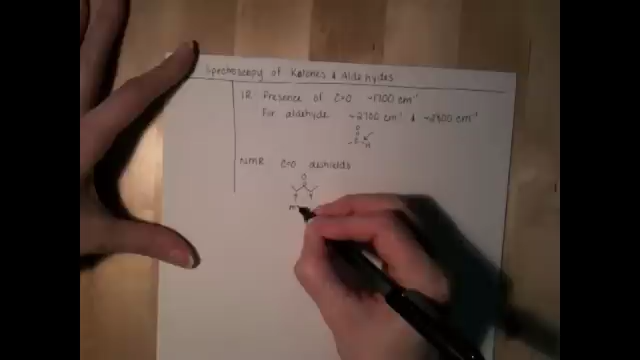 Spectroscopy of Ketones & Aldehydes
IR: Presence of C=O ~1700 cm⁻¹
For aldehyde ~2700 cm⁻¹ & ~2800 cm⁻¹
O
-C-H
NMR C=O deshields
O